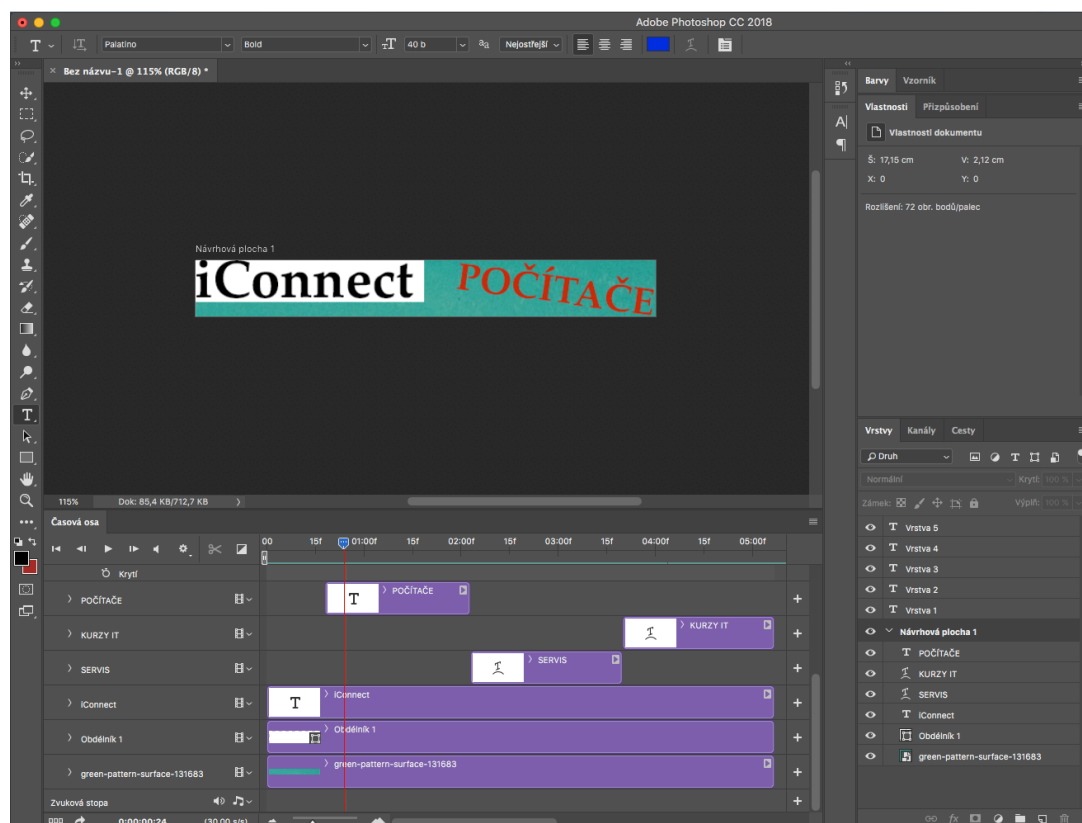 Adobe Photoshop CC 2018
T Palatino Bold 40 b Nejostřejší
Bez názvu-1 @ 115% (RGB/8) *
Barvy Vzorník
Vlastnosti Přizpůsobení
Vlastnosti dokumentu
Š: 17,15 cm V: 2,12 cm
X: 0 Y: 0
Rozlišení: 72 obr. bodů/palec
Návrhová plocha 1
iConnect POČÍTAČE
115% Dok: 85,4 KB/712,7 KB
Časová osa
00 15f 01:00f 15f 02:00f 15f 03:00f 15f 04:00f 15f 05:00f
Krytí
POČÍTAČE T POČÍTAČE
KURZY IT T KURZY IT
SERVIS T SERVIS
iConnect T iConnect
Obdélník 1 Obdélník 1
green-pattern-surface-131683 green-pattern-surface-131683
Zvuková stopa
0:00:00:24 (30,00 s/s)
Vrstvy Kanály Cesty
Druh
Normální Krytí: 100 %
Zámek: Výplň: 100 %
T Vrstva 5
T Vrstva 4
T Vrstva 3
T Vrstva 2
T Vrstva 1
Návrhová plocha 1
T POČÍTAČE
KURZY IT
SERVIS
T iConnect
Obdélník 1
green-pattern-surface-131683
fx